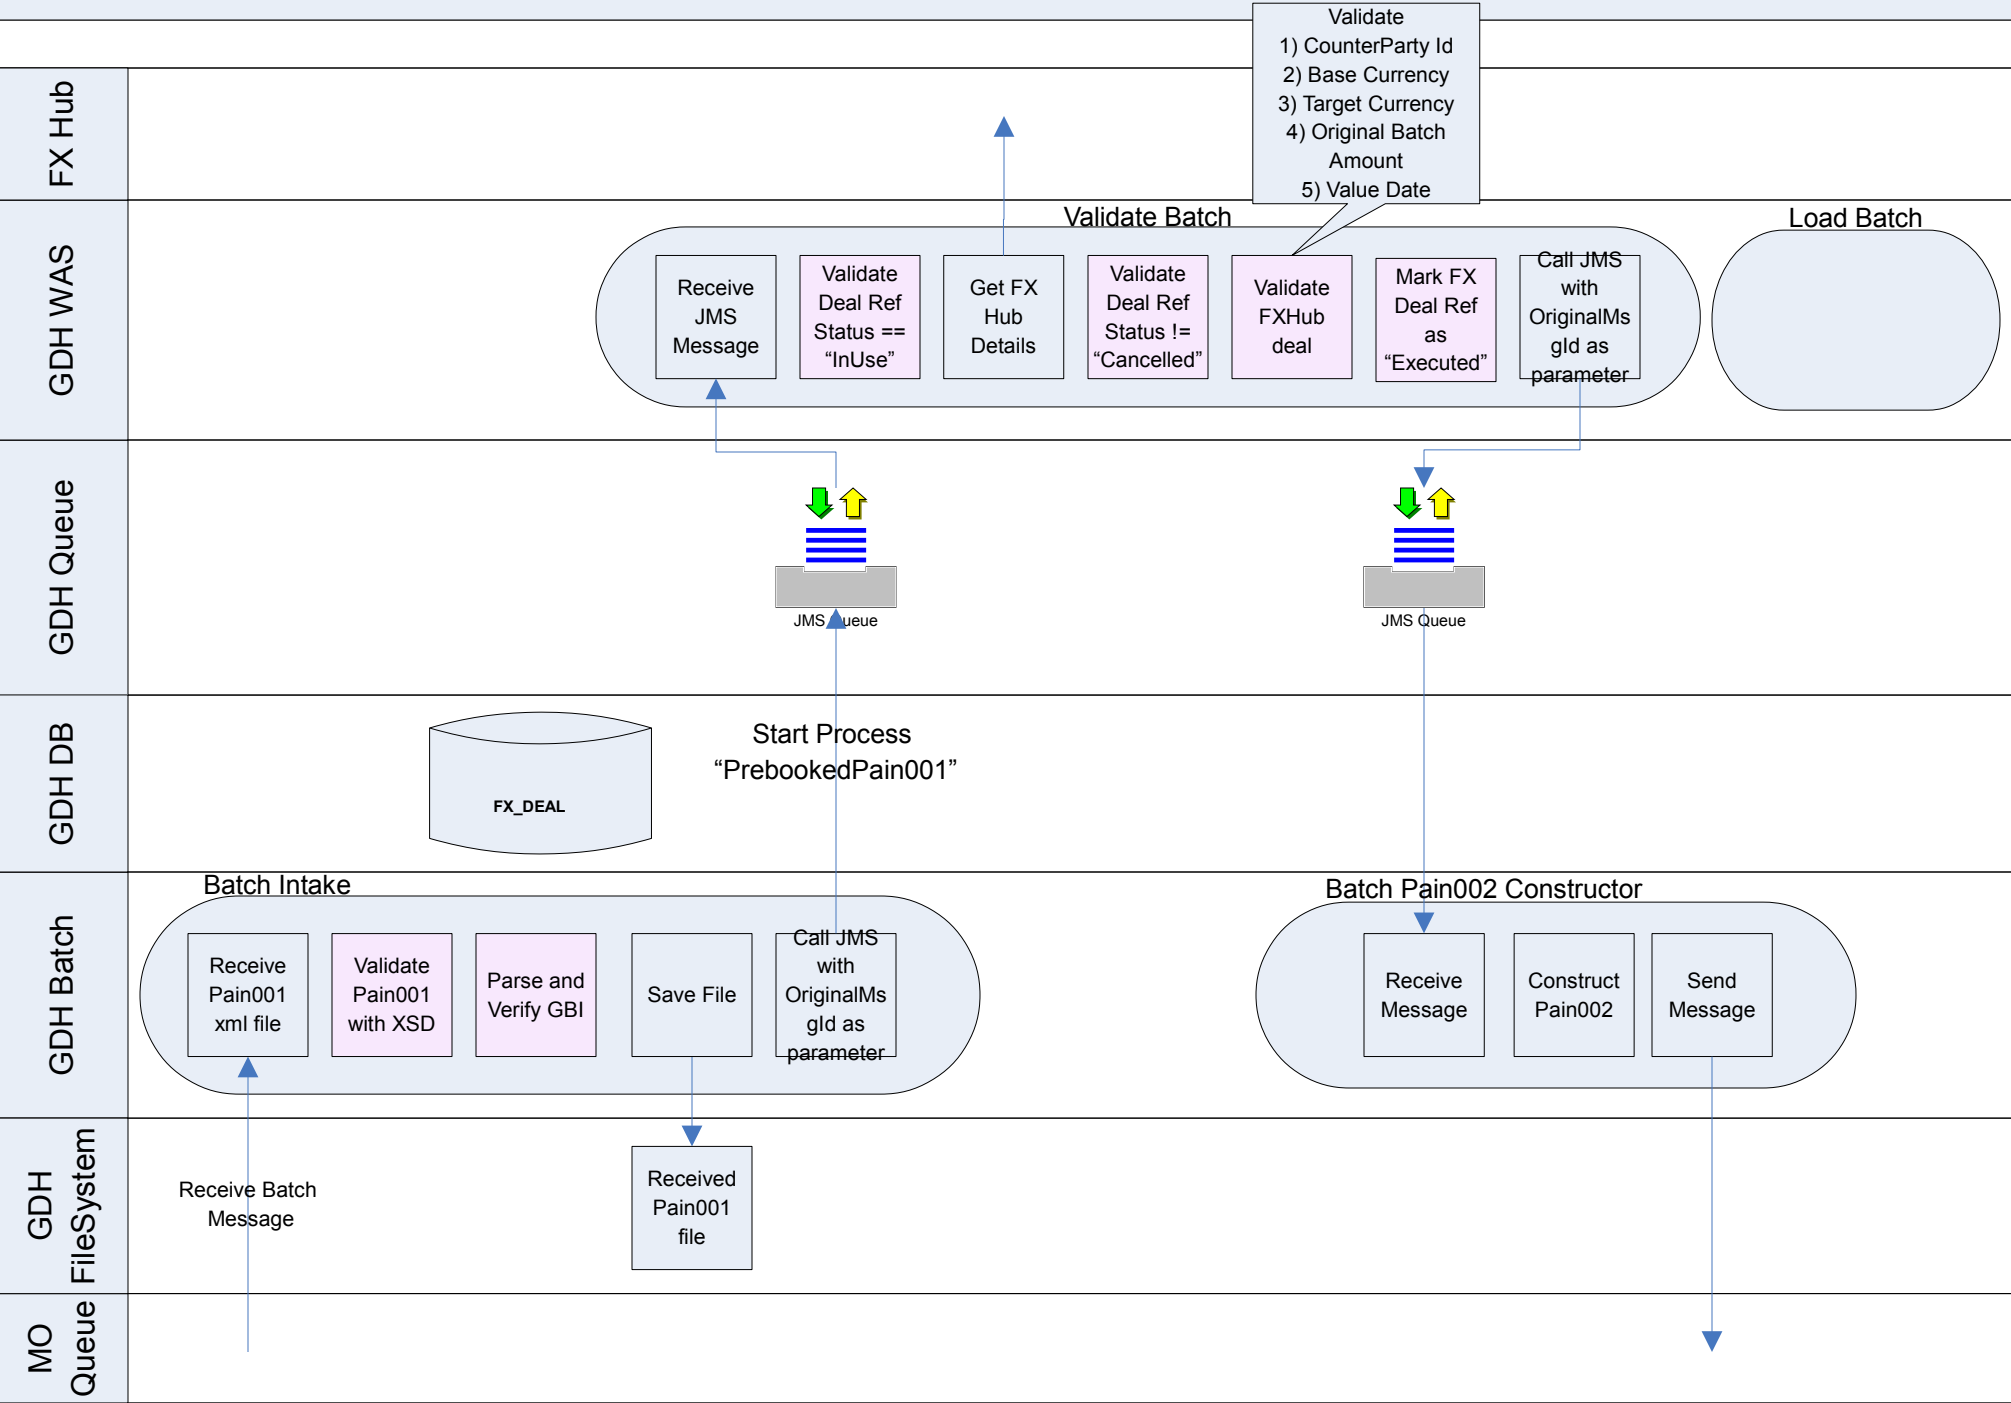 Validate
1) CounterParty Id
2) Base Currency
3) Target Currency
4) Original Batch
Amount
5) Value Date
FX Hub
GDH WAS
Validate Batch
Load Batch
Receive
JMS
Message
Validate
Deal Ref
Status ==
“InUse”
Get FX
Hub
Details
Validate
Deal Ref
Status !=
“Cancelled”
Validate
FXHub
deal
Mark FX
Deal Ref
as
“Executed”
Call JMS
with
OriginalMs
gId as
parameter
GDH Queue
JMS Queue
JMS Queue
GDH DB
FX_DEAL
Start Process
“PrebookedPain001”
GDH Batch
Batch Intake
Receive
Pain001
xml file
Validate
Pain001
with XSD
Parse and
Verify GBI
Save File
Call JMS
with
OriginalMs
gId as
parameter
Batch Pain002 Constructor
Receive
Message
Construct
Pain002
Send
Message
GDH
FileSystem
Receive Batch
Message
Received
Pain001
file
MO
Queue